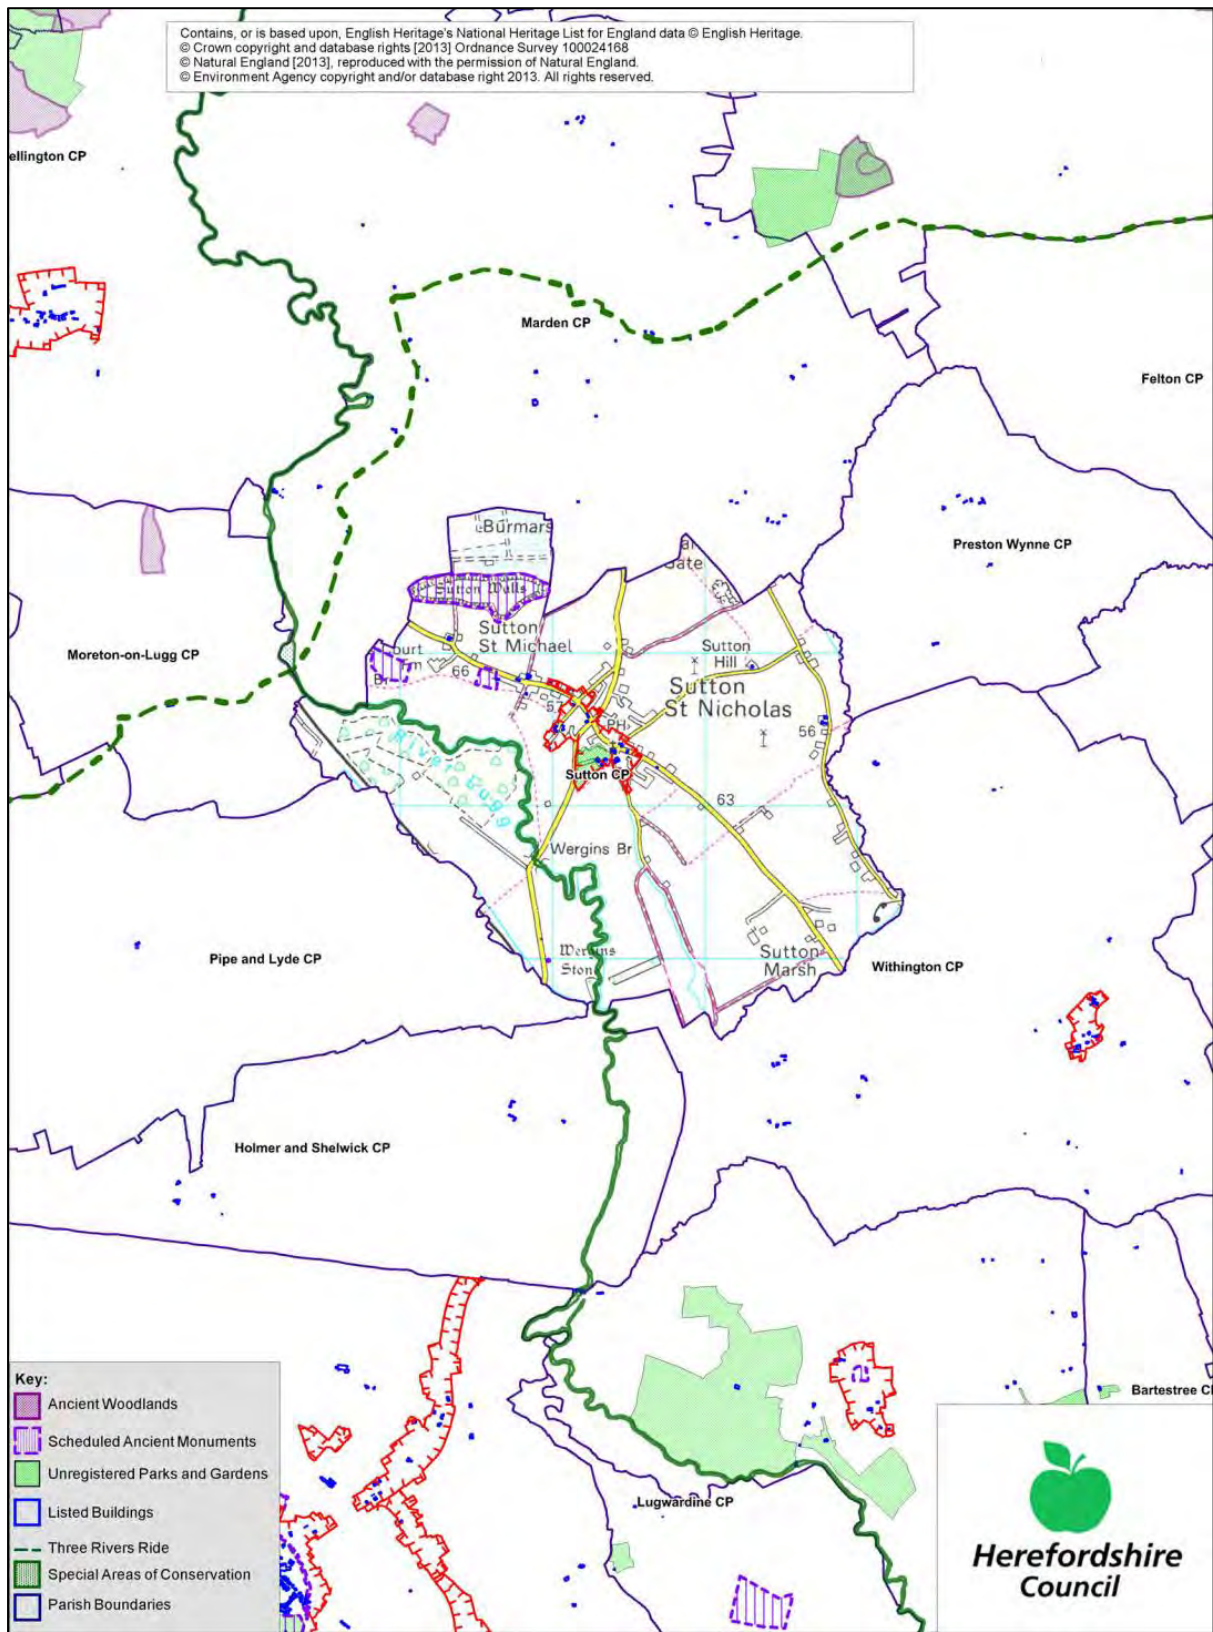 Contains, or is based upon, English Heritage's National Heritage List for England data © English Heritage.
© Crown copyright and database rights [2013] Ordnance Survey 100024168
© Natural England [2013], reproduced with the permission of Natural England.
© Environment Agency copyright and/or database right 2013. All rights reserved.
ellington CP
Marden CP
Felton CP
Burmars
Preston Wynne CP
ate
Sutton Walls
Sutton
St Michael
Moreton-on-Lugg CP
ourt
66
Sutton
Hill
Sutton
St Nicholas
57
PH
56
River Lugg
Sutton CP
63
Wergins Br
Pipe and Lyde CP
Wergins
Ston
Sutton
Marsh
Withington CP
Holmer and Shelwick CP
Bartestree C
Lugwardine CP
Key:
Ancient Woodlands
Scheduled Ancient Monuments
Unregistered Parks and Gardens
Listed Buildings
Three Rivers Ride
Special Areas of Conservation
Parish Boundaries
Herefordshire
Council